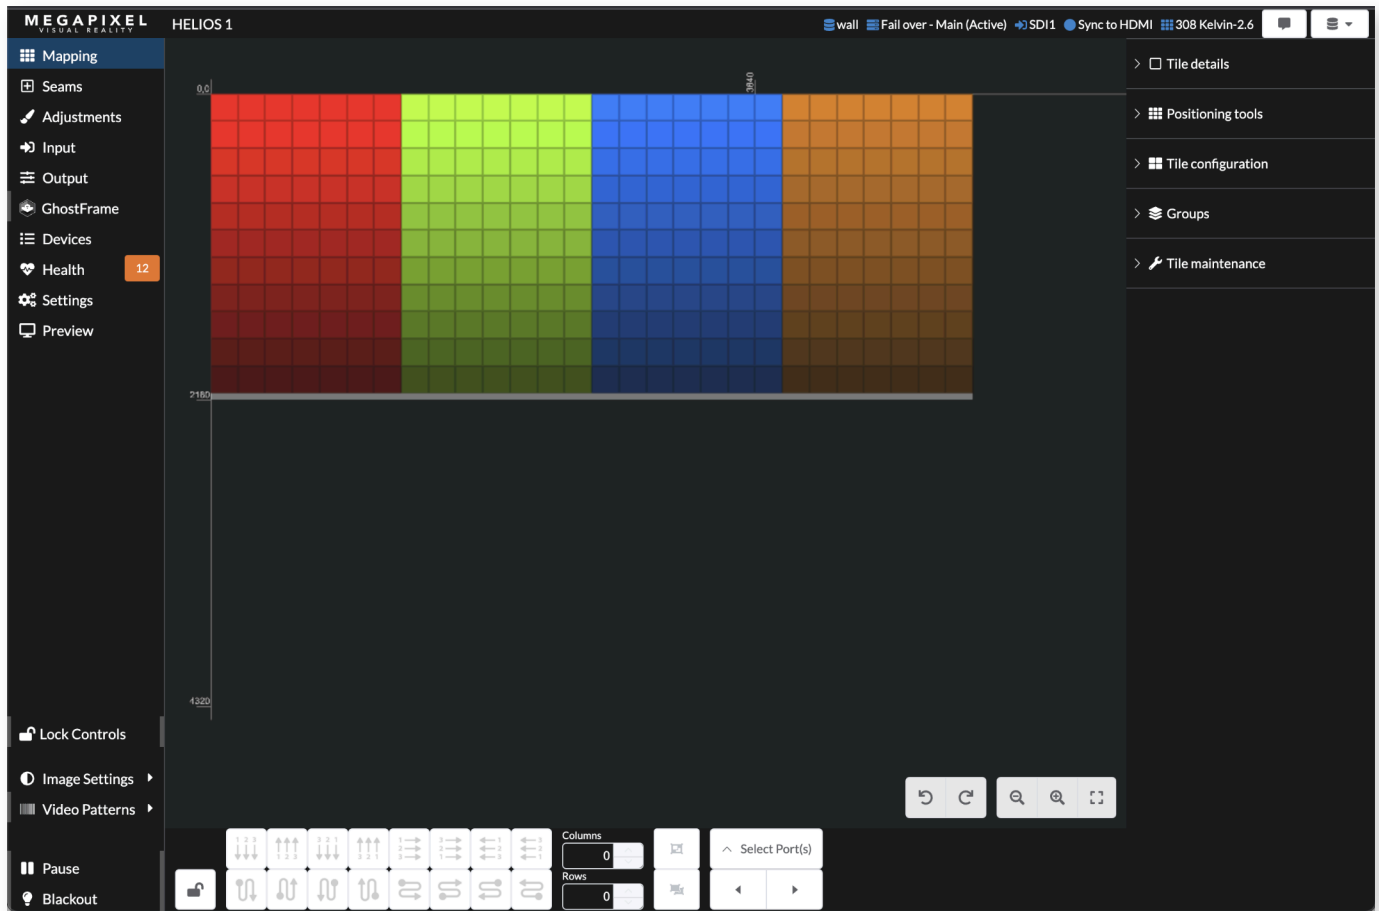 MEGAPIXEL
VISUAL REALITY
HELIOS 1
wall Fail over - Main (Active) SDI1 Sync to HDMI 308 Kelvin-2.6
Mapping
Seams
Adjustments
Input
Output
GhostFrame
Devices
Health 12
Settings
Preview
Lock Controls
Image Settings
Video Patterns
Pause
Blackout
0,0
3840
2160
4320
Tile details
Positioning tools
Tile configuration
Groups
Tile maintenance
Columns
0
Rows
0
Select Port(s)